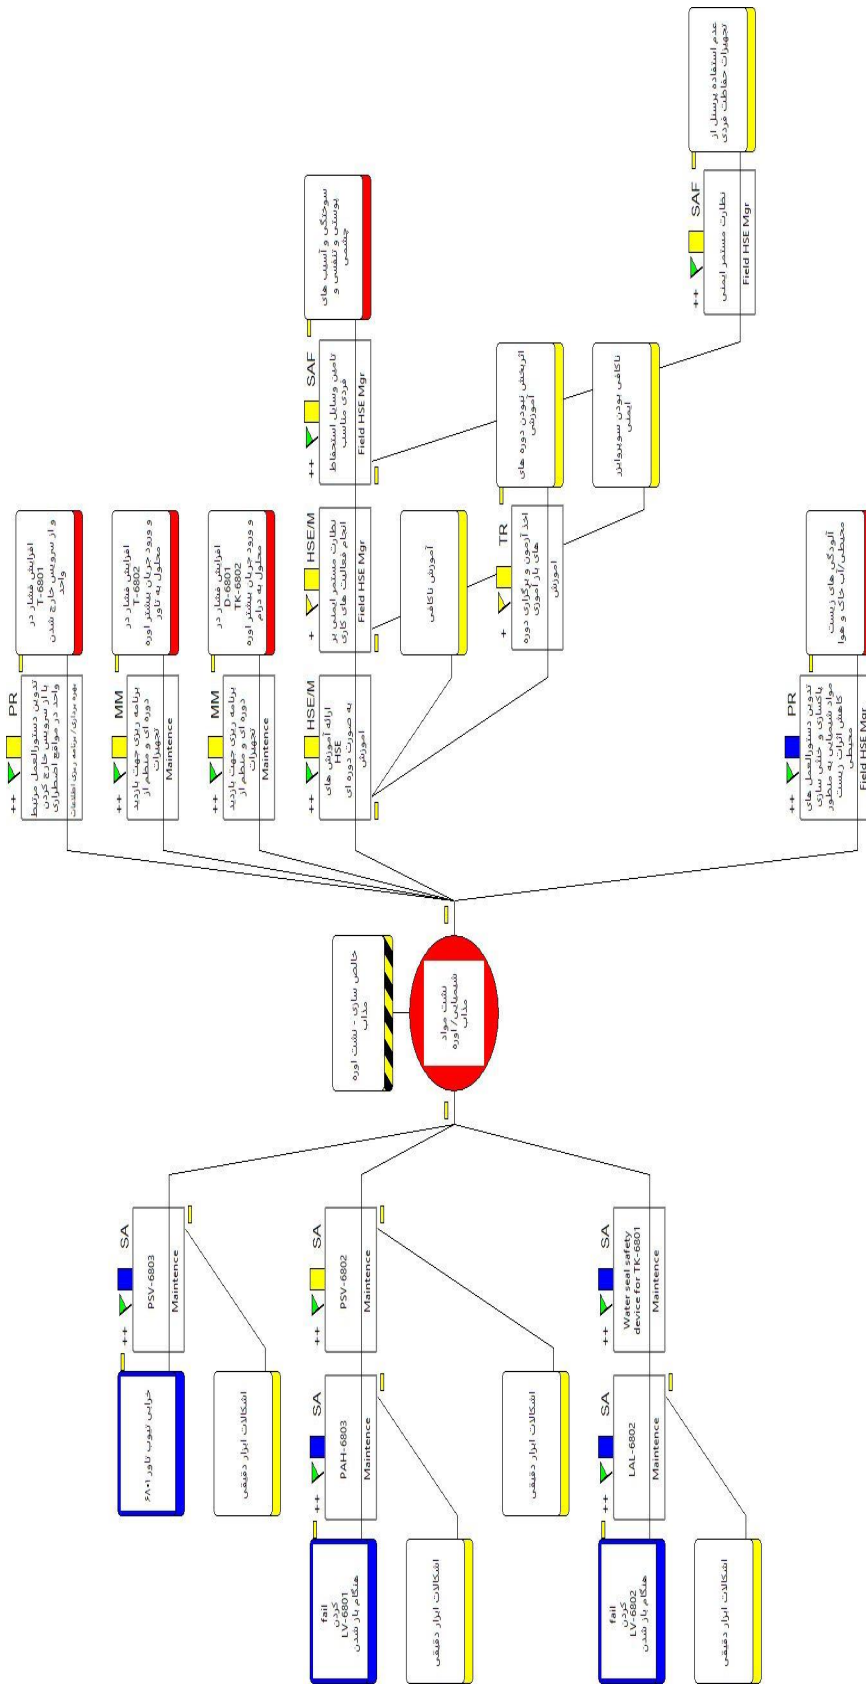 خرابی تیوب تاور ۶۸۰۱
++ SA
PSV-6803
Maintence
اشکالات ابزار دقیقی
fail
کردن
LV-6801
هنگام باز شدن
++ SA
PAH-6803
Maintence
اشکالات ابزار دقیقی
++ SA
PSV-6802
Maintence
اشکالات ابزار دقیقی
fail
کردن
LV-6802
هنگام باز شدن
++ SA
LAL-6802
Maintence
اشکالات ابزار دقیقی
++ SA
Water seal safety
device for TK-6801
Maintence
خالص سازی - نشت اوره
مذاب
نشت مواد
شیمیایی/ اوره
مذاب
++ PR
تدوین دستورالعمل مرتبط
با از سرویس خارج کردن
واحد در مواقع اضطراری
بهره برداری/ برنامه ریزی اطلاعات
افزایش فشار در
T-6801
و از سرویس خارج شدن
واحد
++ MM
برنامه ریزی جهت بازدید
دوره ای و منظم از
تجهیزات
Maintence
افزایش فشار در
T-6802
و ورود جریان بیشتر اوره
محلول به تاور
++ MM
برنامه ریزی جهت بازدید
دوره ای و منظم از
تجهیزات
Maintence
افزایش فشار در
D-6801
TK-6802
و ورود جریان بیشتر اوره
محلول به درام
++ HSE/M
ارائه آموزش های
HSE
به صورت دوره ای
اموزش
+ HSE/M
نظارت مستمر ایمنی بر
انجام فعالیت های کاری
Field HSE Mgr
++ SAF
تامین وسایل استحفاظ
فردی مناسب
Field HSE Mgr
سوختگی و آسیب های
پوستی و تنفسی و
چشمی
آموزش ناکافی
+ TR
اخذ آزمون و برگزاری دوره
های باز آموزی
اموزش
اثربخش نبودن دوره های
آموزشی
ناکافی بودن سوپروایزر
ایمنی
++ SAF
نظارت مستمر ایمنی
Field HSE Mgr
عدم استفاده پرسنل از
تجهیزات حفاظت فردی
++ PR
تدوین دستورالعمل های
پاکسازی و خنثی سازی
مواد شیمیایی به منظور
کاهش اثرات زیست
محیطی
Field HSE Mgr
آلودگی های زیست
محیطی/آب خاک و هوا